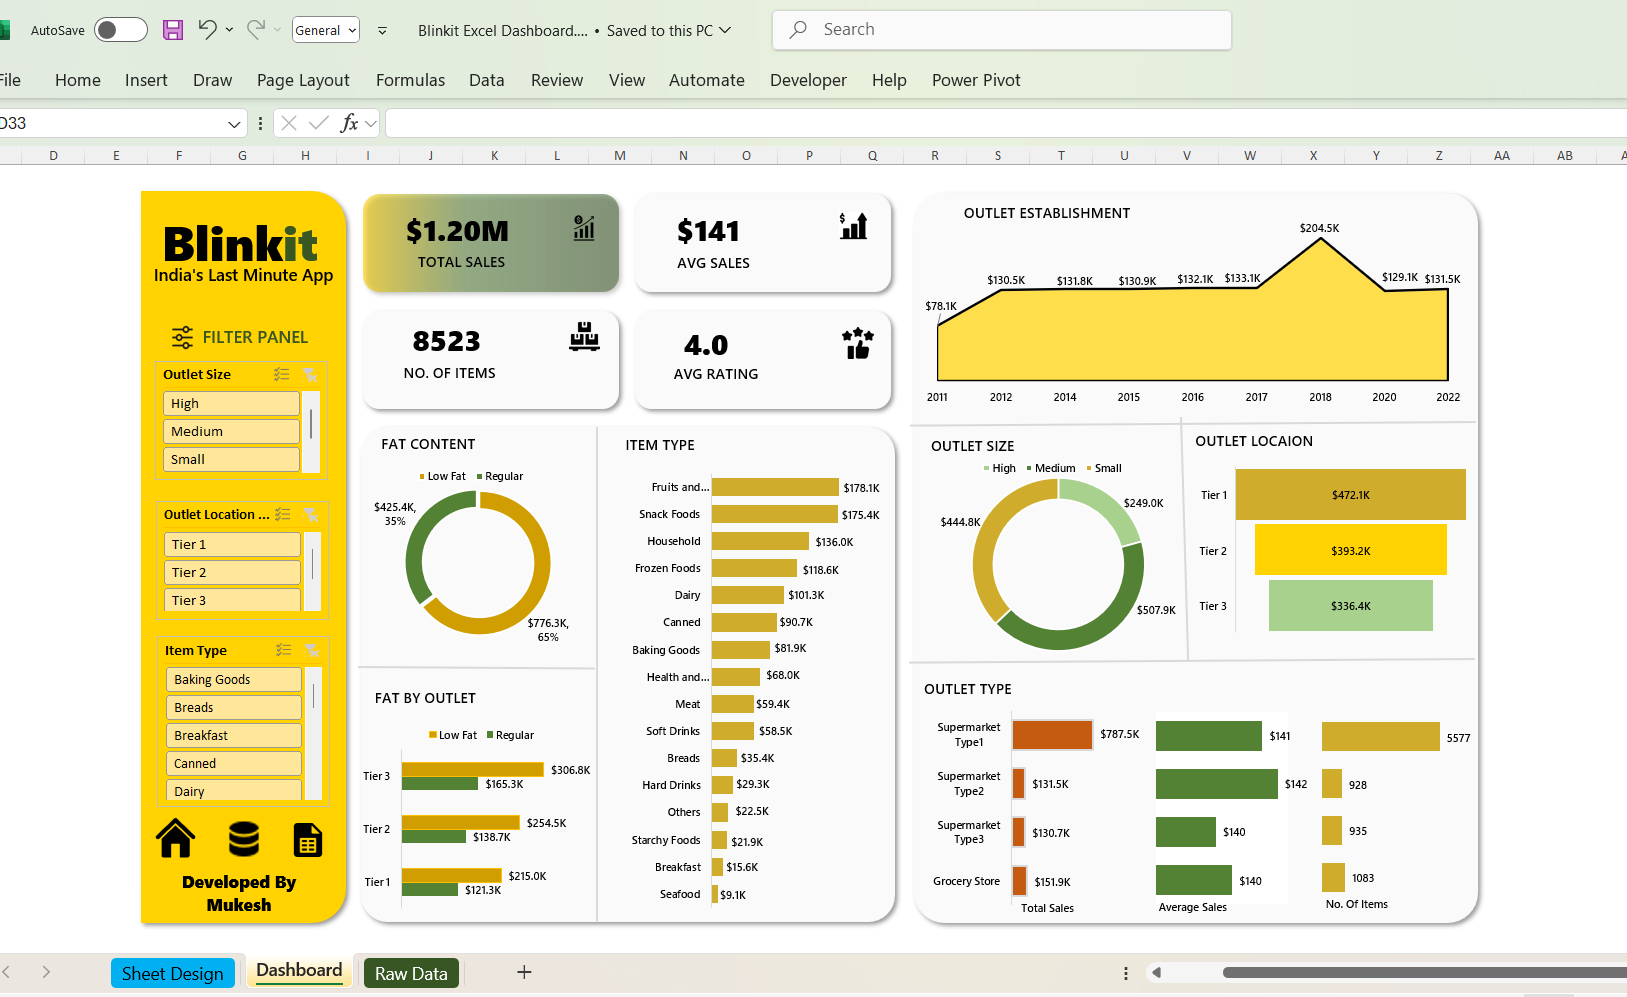 AutoSave
General
Blinkit Excel Dashboard.... • Saved to this PC
Search
File
Home
Insert
Draw
Page Layout
Formulas
Data
Review
View
Automate
Developer
Help
Power Pivot
D33
fx
D E F G H I J K L M N O P Q R S T U V W X Y Z AA AB
Blinkit
India's Last Minute App
FILTER PANEL
Outlet Size
High
Medium
Small
Outlet Location ...
Tier 1
Tier 2
Tier 3
Item Type
Baking Goods
Breads
Breakfast
Canned
Dairy
Developed By
Mukesh
$1.20M
TOTAL SALES
$141
AVG SALES
8523
NO. OF ITEMS
4.0
AVG RATING
FAT CONTENT
Low Fat Regular
$425.4K,
35%
$776.3K,
65%
FAT BY OUTLET
Low Fat Regular
Tier 3 $306.8K
$165.3K
Tier 2 $254.5K
$138.7K
Tier 1 $215.0K
$121.3K
ITEM TYPE
Fruits and... $178.1K
Snack Foods $175.4K
Household $136.0K
Frozen Foods $118.6K
Dairy $101.3K
Canned $90.7K
Baking Goods $81.9K
Health and... $68.0K
Meat $59.4K
Soft Drinks $58.5K
Breads $35.4K
Hard Drinks $29.3K
Others $22.5K
Starchy Foods $21.9K
Breakfast $15.6K
Seafood $9.1K
OUTLET ESTABLISHMENT
$78.1K $130.5K $131.8K $130.9K $132.1K $133.1K $204.5K $129.1K $131.5K
2011 2012 2014 2015 2016 2017 2018 2020 2022
OUTLET SIZE
High Medium Small
$249.0K
$444.8K
$507.9K
OUTLET LOCAION
Tier 1 $472.1K
Tier 2 $393.2K
Tier 3 $336.4K
OUTLET TYPE
Supermarket
Type1
$787.5K $141 5577
Supermarket
Type2
$131.5K $142 928
Supermarket
Type3
$130.7K $140 935
Grocery Store $151.9K $140 1083
Total Sales Average Sales No. Of Items
Sheet Design
Dashboard
Raw Data